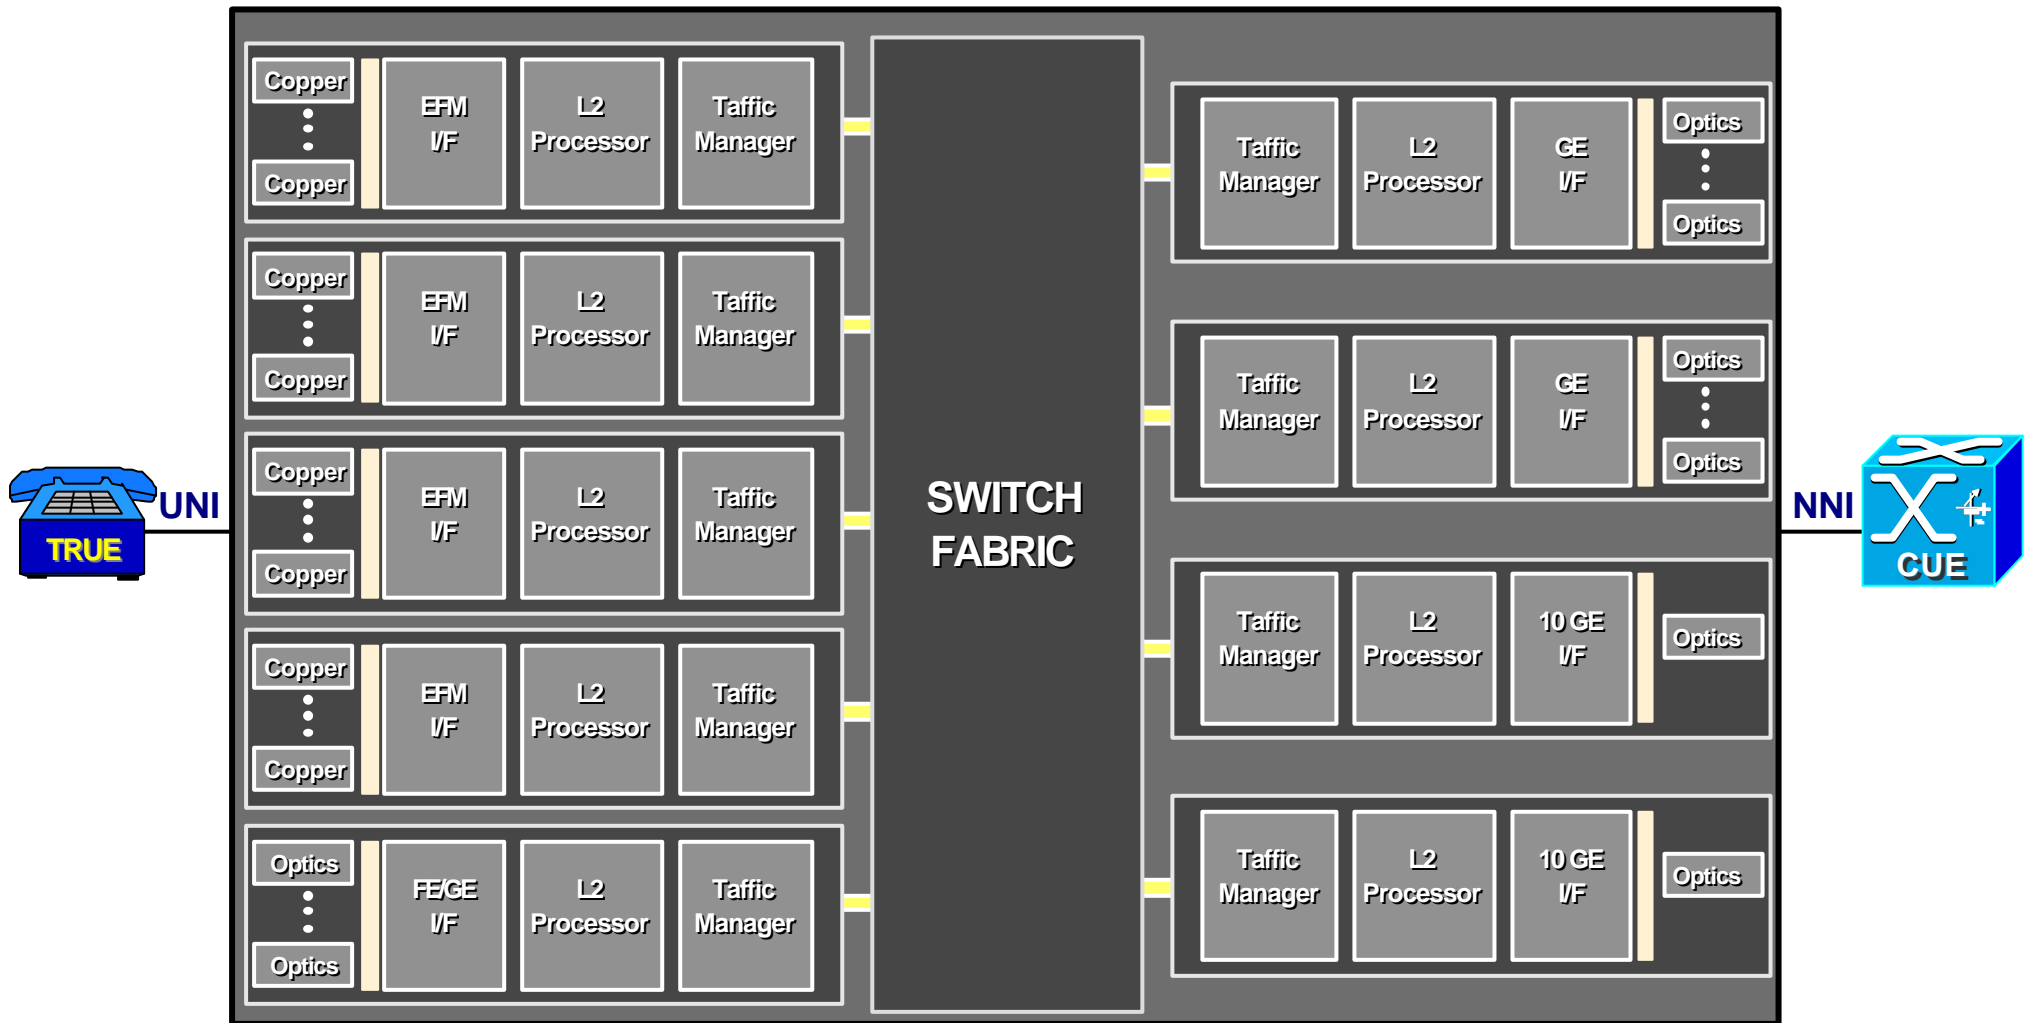 Copper
Copper
EFM
I/F
L2
Processor
Taffic
Manager
Copper
Copper
EFM
I/F
L2
Processor
Taffic
Manager
Copper
Copper
EFM
I/F
L2
Processor
Taffic
Manager
Copper
Copper
EFM
I/F
L2
Processor
Taffic
Manager
Optics
Optics
FE/GE
I/F
L2
Processor
Taffic
Manager
UNI
TRUE
SWITCH
FABRIC
Taffic
Manager
L2
Processor
GE
I/F
Optics
Optics
Taffic
Manager
L2
Processor
GE
I/F
Optics
Optics
Taffic
Manager
L2
Processor
10 GE
I/F
Optics
Taffic
Manager
L2
Processor
10 GE
I/F
Optics
NNI
CUE